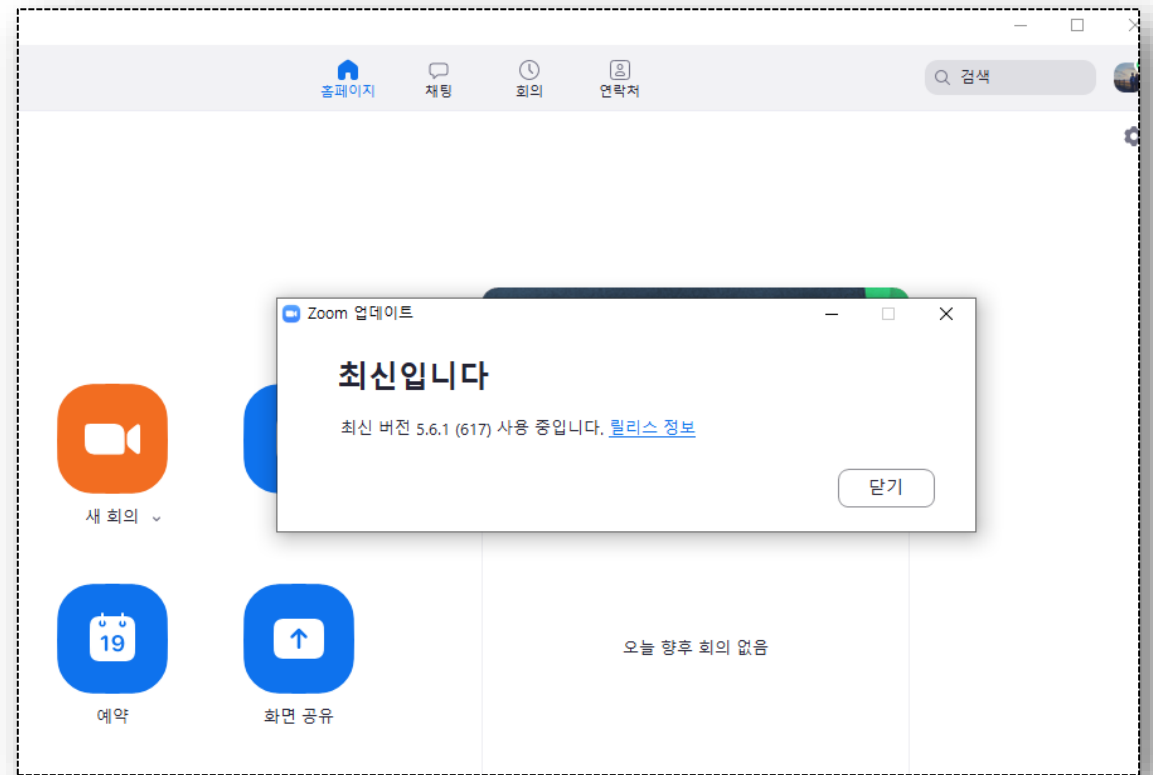 홈페이지 채팅 회의 연락처 검색
Zoom 업데이트
최신입니다
최신 버전 5.6.1 (617) 사용 중입니다. 릴리스 정보
닫기
새 회의
19
예약 화면 공유
오늘 향후 회의 없음